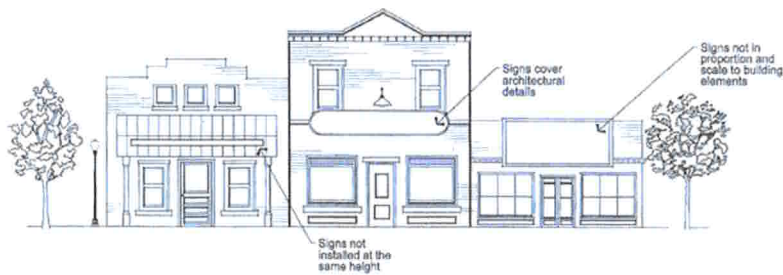 Signs cover
architectural
details
Signs not in
proportion and
scale to building
elements
Signs not
installed at the
same height